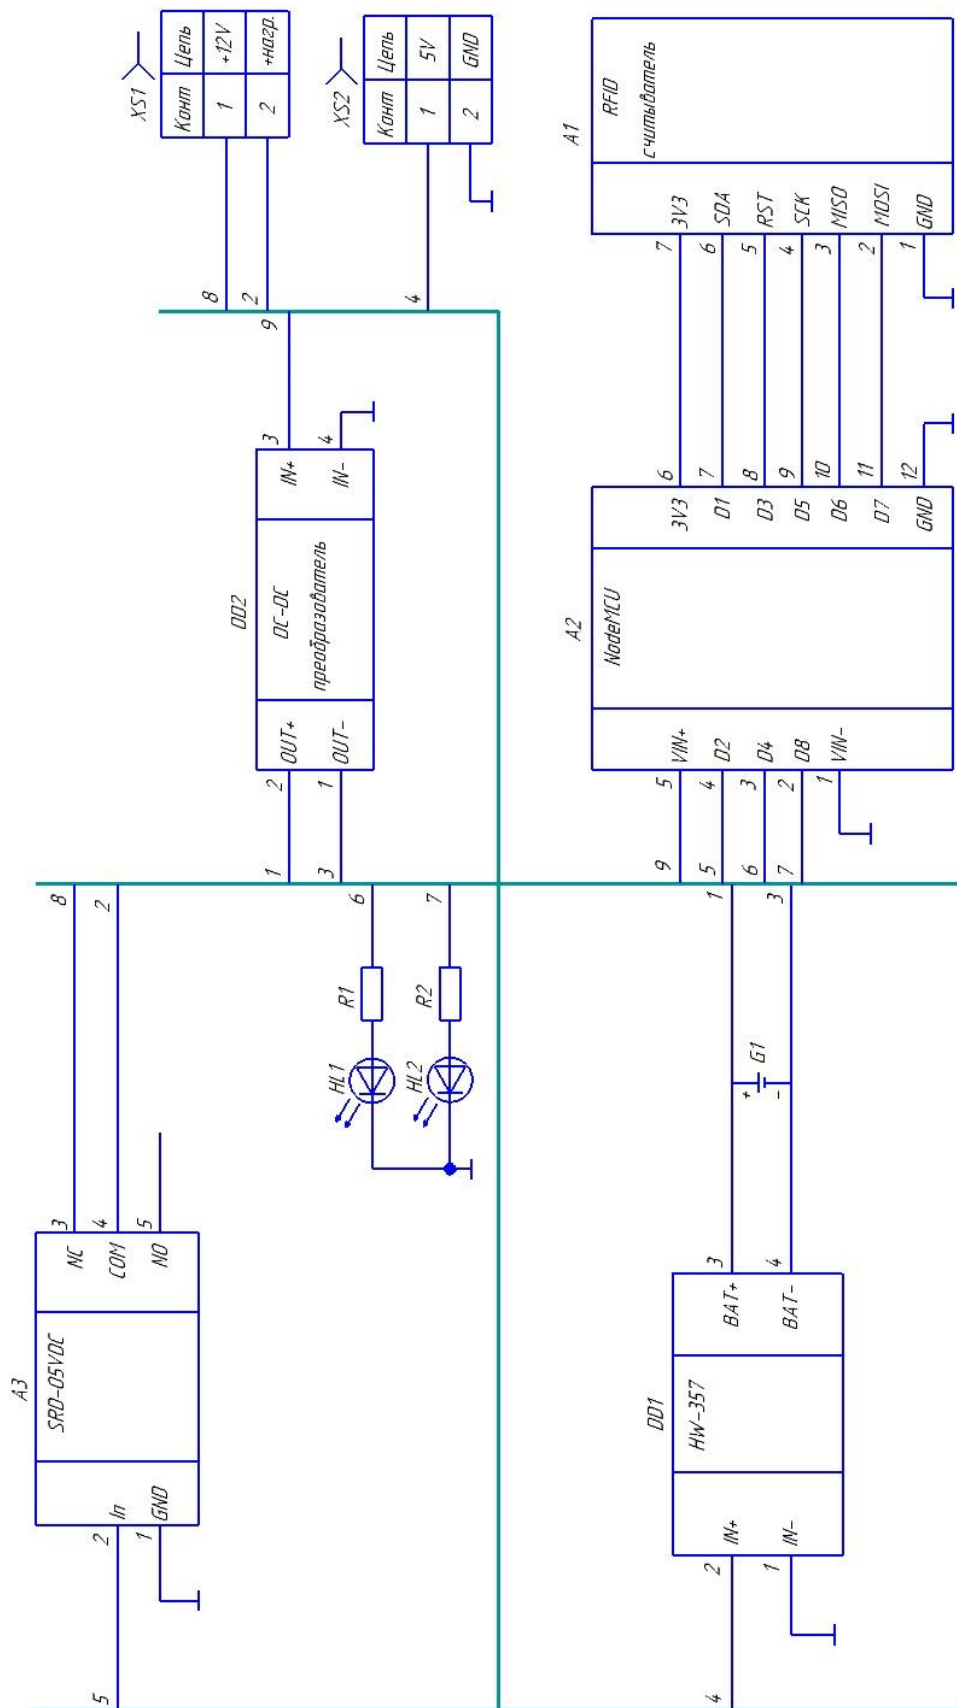 A3
SRD-05VDC
In
GND
NC
COM
NO
2
1
3
4
5
5
8
2
HL1
HL2
R1
R2
6
7
DD2
DC-DC
преобразователь
OUT+
OUT-
IN+
IN-
2
1
3
4
1
3
9
XS1
Конт Цепь
1 +12V
2 +нагр.
8
2
XS2
Конт Цепь
1 5V
2 GND
4
DD1
HW-357
IN+
IN-
BAT+
BAT-
2
1
3
4
4
+
-
G1
1
3
A2
NodeMCU
VIN+
D2
D4
D8
VIN-
9 5
5 4
6 3
7 2
1
3V3 6
D1 7
D3 8
D5 9
D6 10
D7 11
GND 12
A1
RFID
считыватель
7 3V3
6 SDA
5 RST
4 SCK
3 MISO
2 MOSI
1 GND